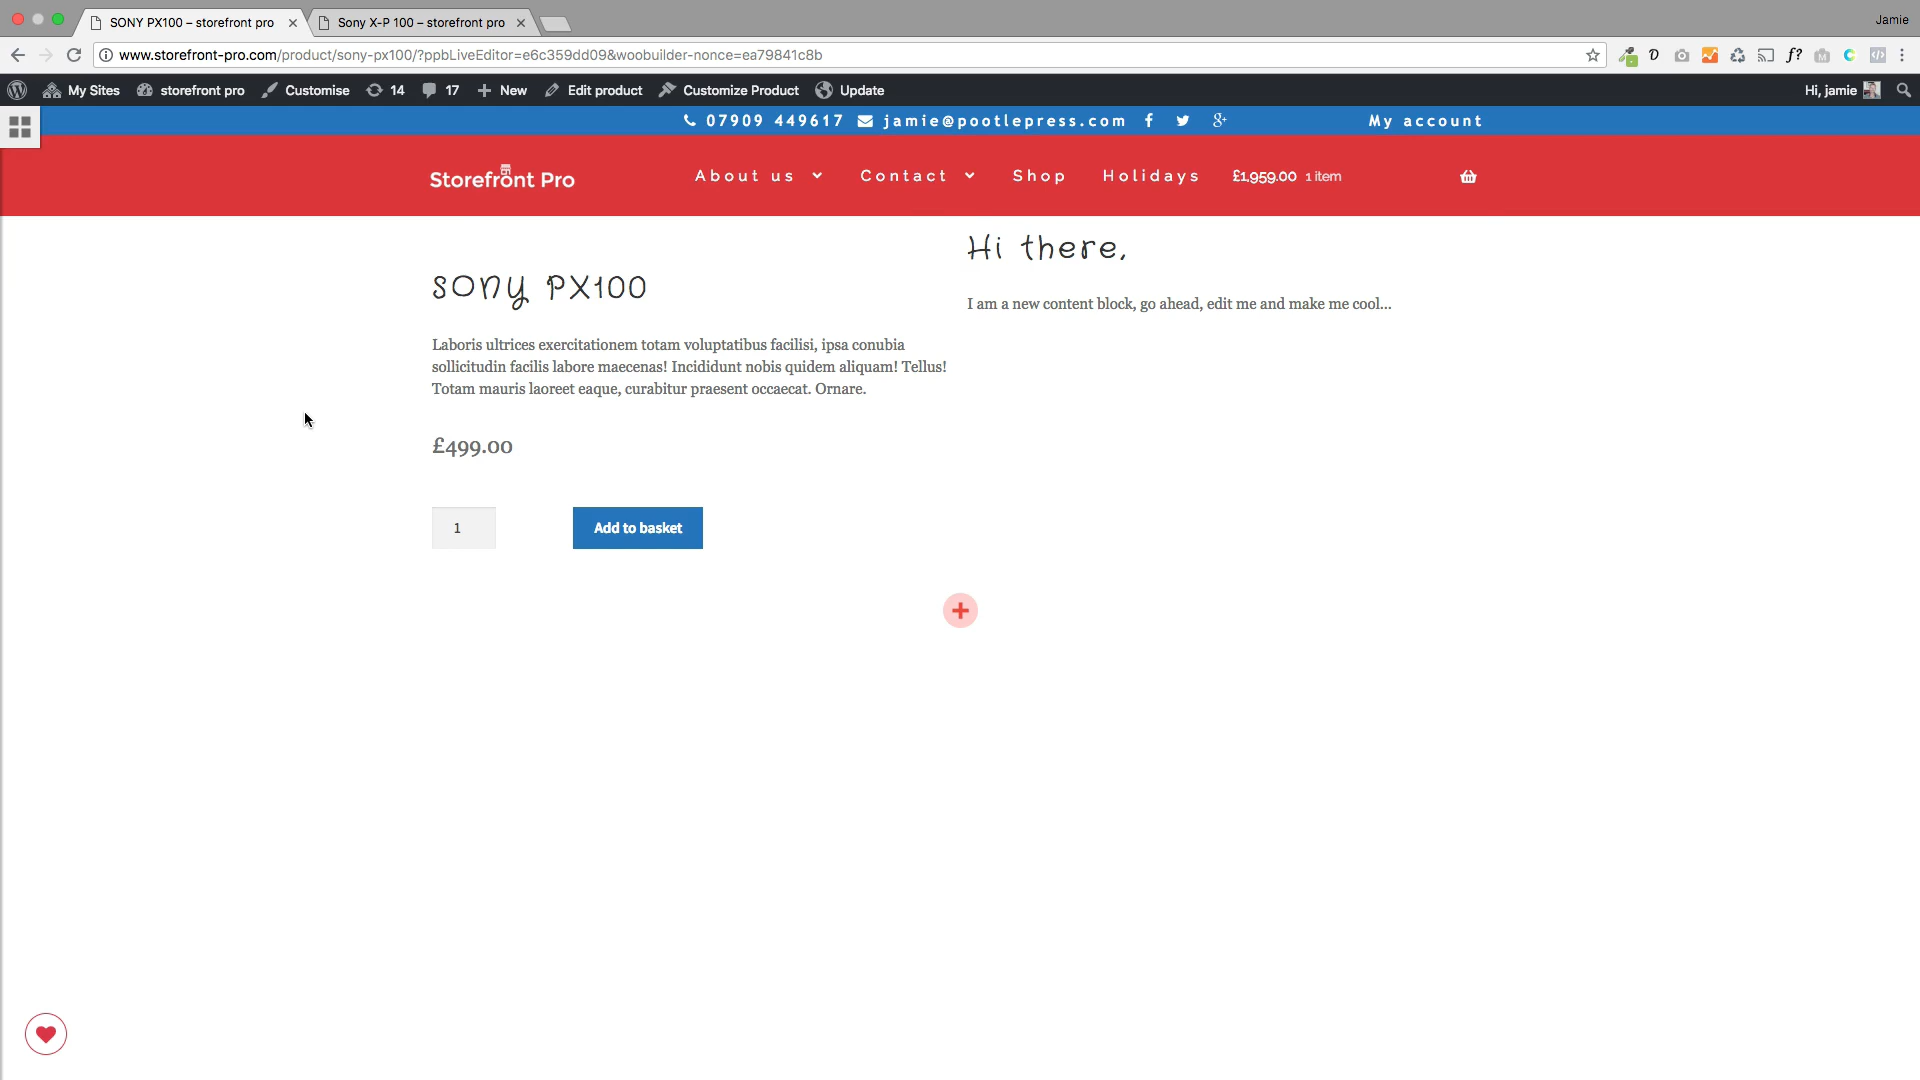 SONY PX100 – storefront pro
Sony X-P 100 – storefront pro
Jamie
www.storefront-pro.com/product/sony-px100/?ppbLiveEditor=e6c359dd09&woobuilder-nonce=ea79841c8b
My Sites storefront pro Customise 14 17 New Edit product Customize Product Update Hi, jamie
07909 449617 jamie@pootlepress.com My account
Storefront Pro About us Contact Shop Holidays £1,959.00 1 item
Hi there,
SONY PX100
I am a new content block, go ahead, edit me and make me cool...
Laboris ultrices exercitationem totam voluptatibus facilisi, ipsa conubia
sollicitudin facilis labore maecenas! Incididunt nobis quidem aliquam! Tellus!
Totam mauris laoreet eaque, curabitur praesent occaecat. Ornare.
£499.00
1 Add to basket